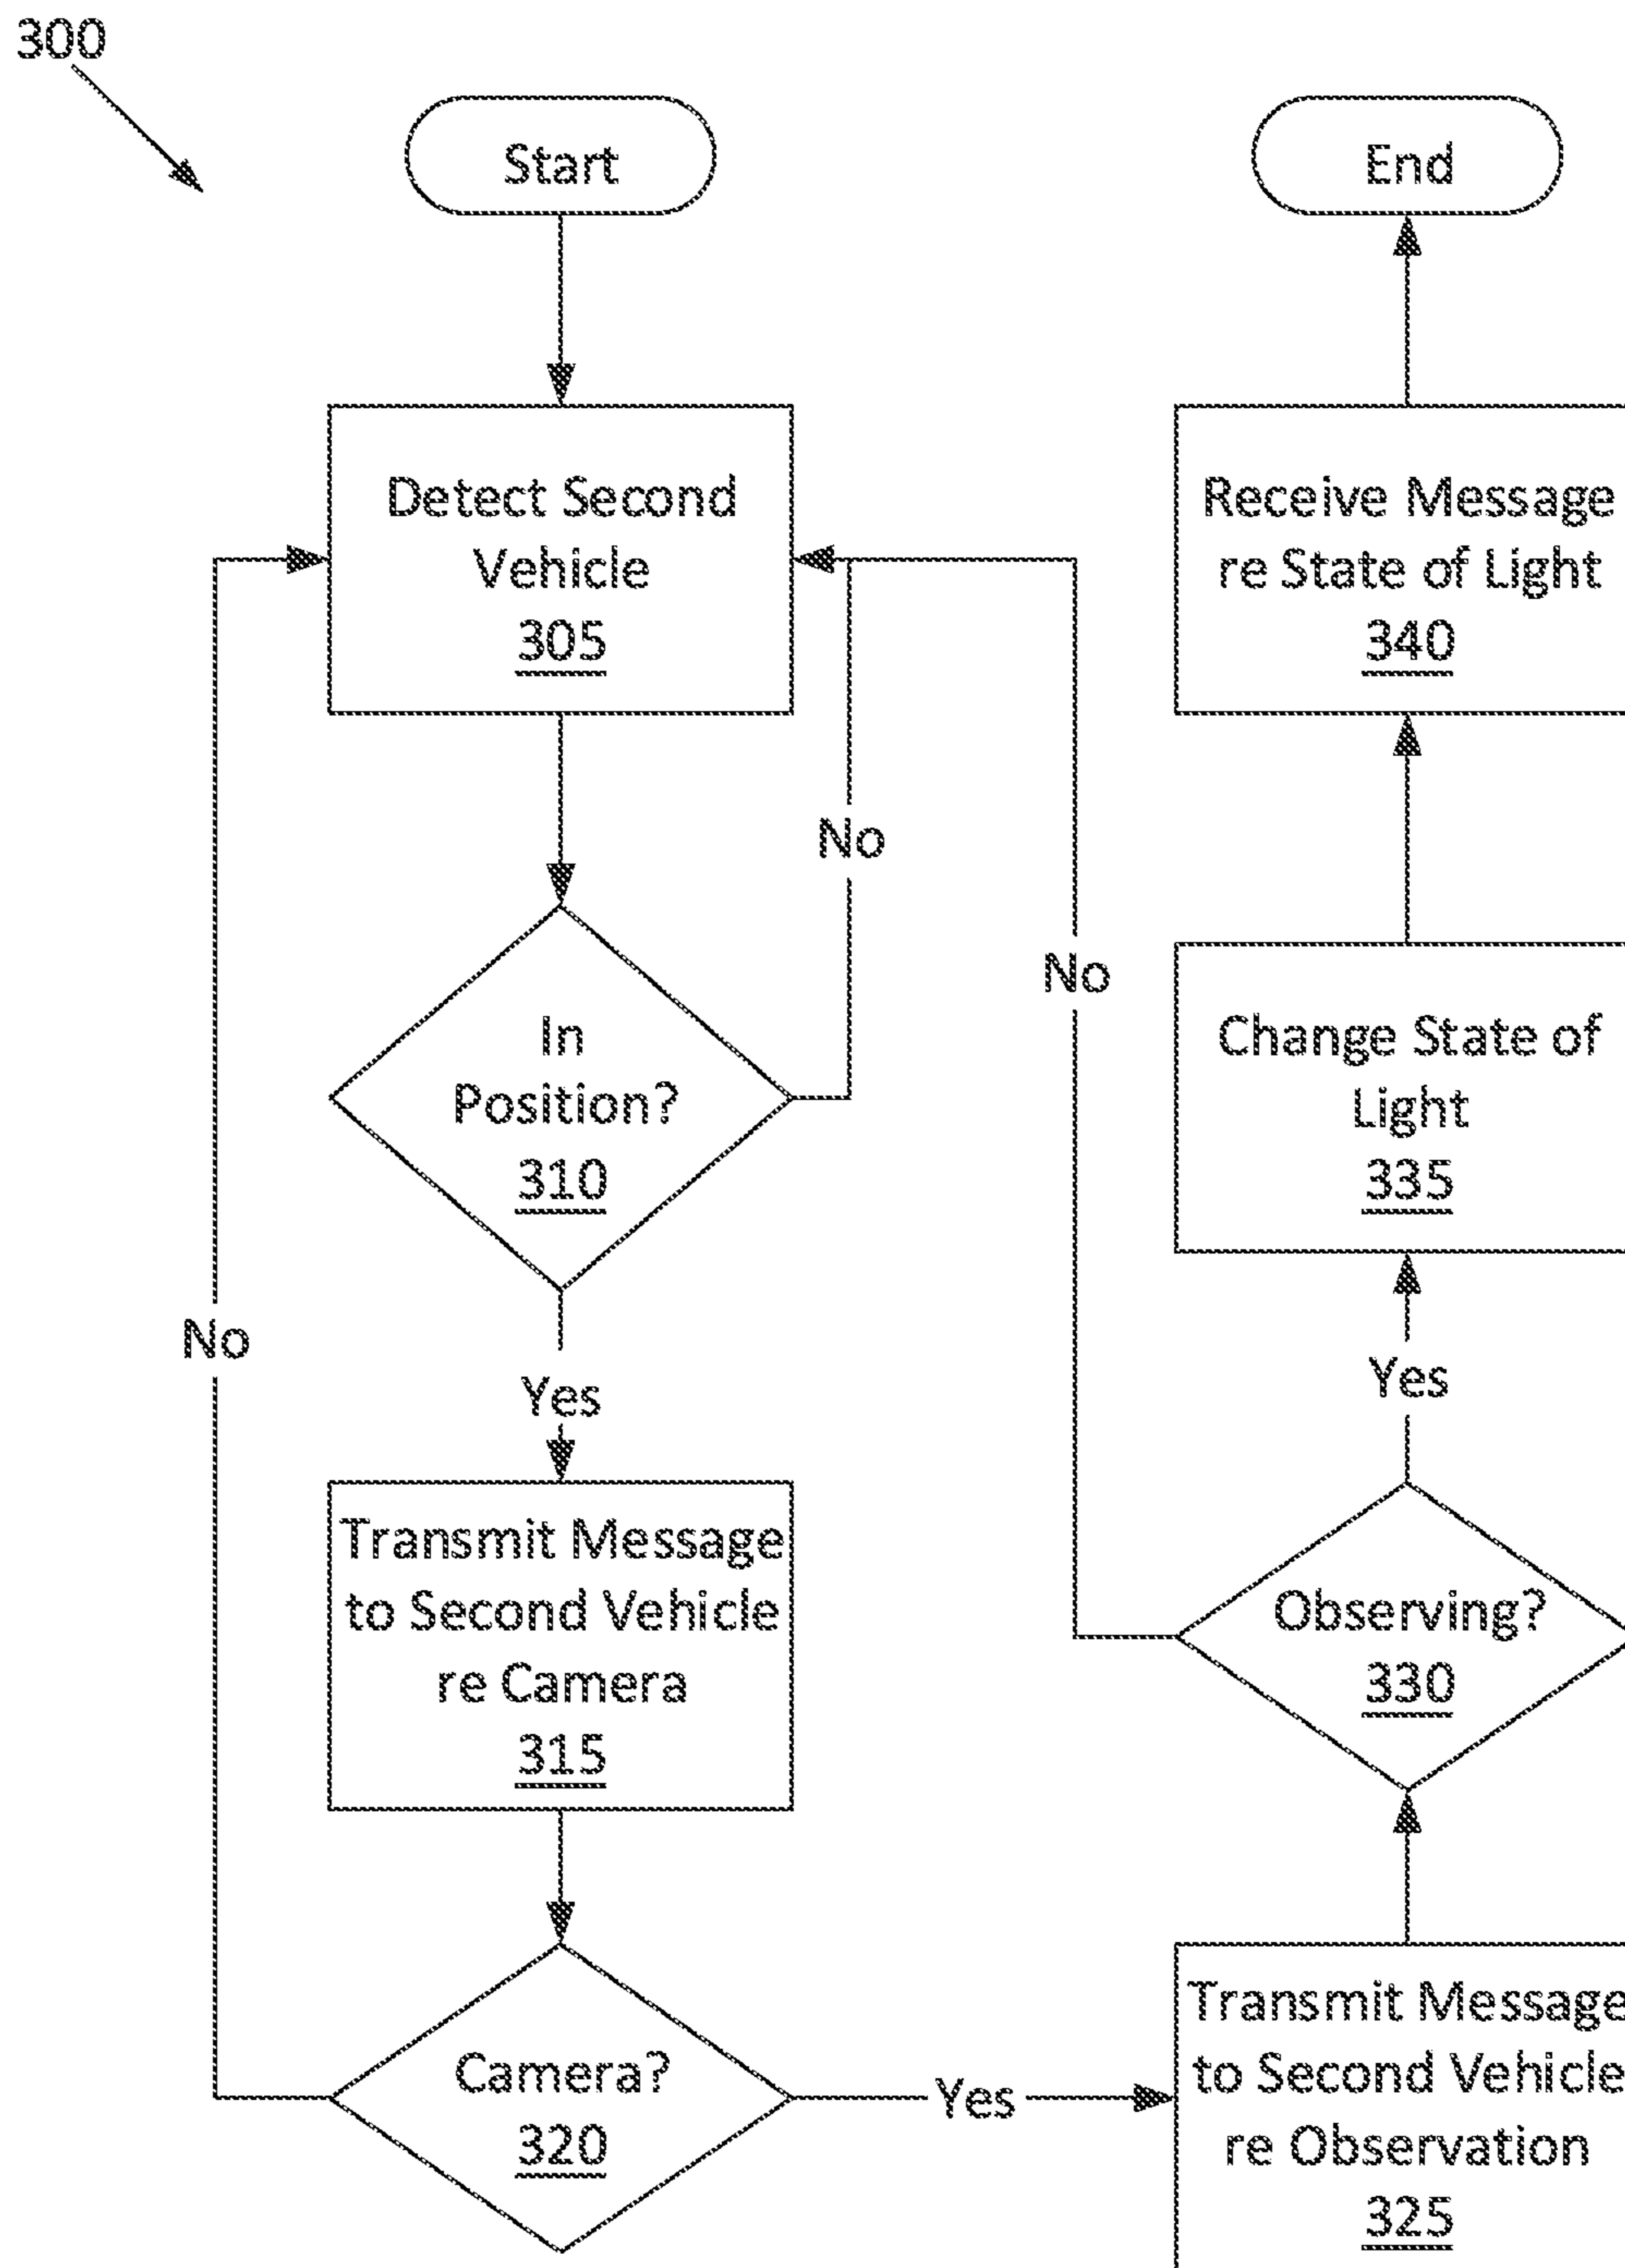 300
Start
Detect Second
Vehicle
305
No
In
Position?
310
Yes
Transmit Message
to Second Vehicle
re Camera
315
No
Camera?
320
Yes
Transmit Message
to Second Vehicle
re Observation
325
Observing?
330
No
Yes
Change State of
Light
335
Receive Message
re State of Light
340
End